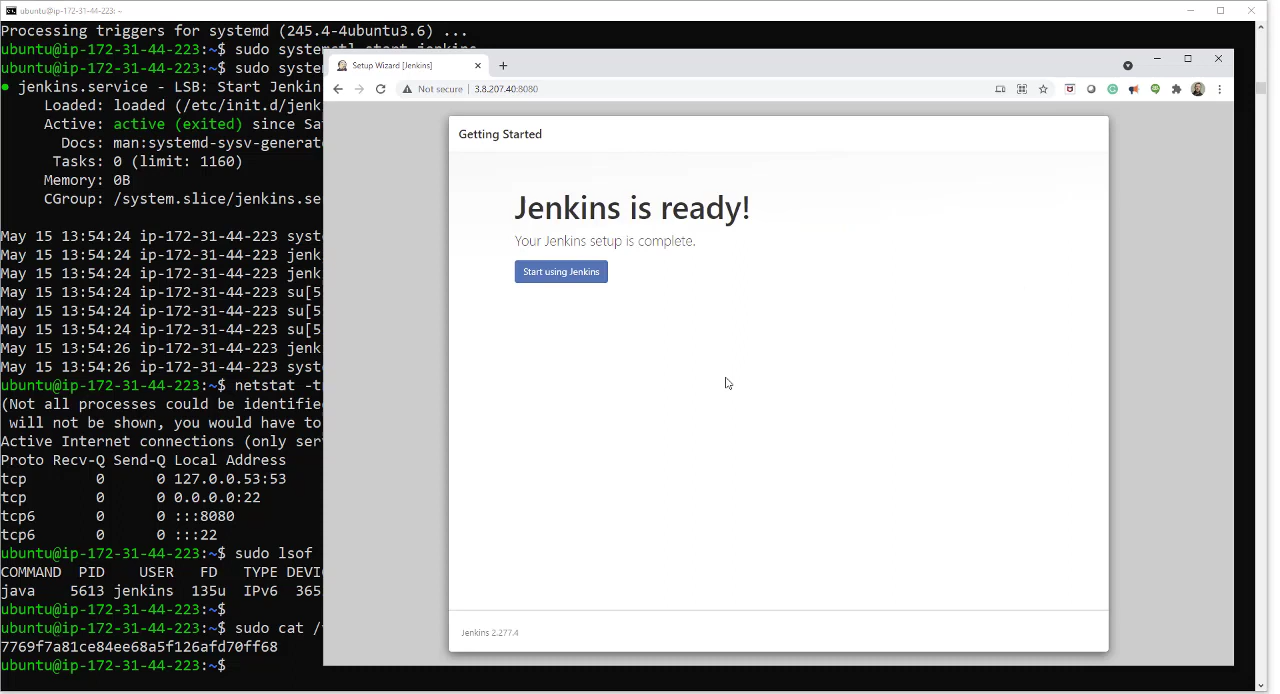 ubuntu@ip-172-31-44-223: ~
Processing triggers for systemd (245.4-4ubuntu3.6) ...
ubuntu@ip-172-31-44-223:~$ sudo systemctl start jenkins
ubuntu@ip-172-31-44-223:~$ sudo syste
● jenkins.service - LSB: Start Jenkin
Loaded: loaded (/etc/init.d/jenk
Active: active (exited) since Sa
Docs: man:systemd-sysv-generat
Tasks: 0 (limit: 1160)
Memory: 0B
CGroup: /system.slice/jenkins.se
May 15 13:54:24 ip-172-31-44-223 syst
May 15 13:54:24 ip-172-31-44-223 jenk
May 15 13:54:24 ip-172-31-44-223 jenk
May 15 13:54:24 ip-172-31-44-223 su[5
May 15 13:54:24 ip-172-31-44-223 su[5
May 15 13:54:24 ip-172-31-44-223 su[5
May 15 13:54:26 ip-172-31-44-223 jenk
May 15 13:54:26 ip-172-31-44-223 syst
ubuntu@ip-172-31-44-223:~$ netstat -t
(Not all processes could be identifie
will not be shown, you would have to
Active Internet connections (only ser
Proto Recv-Q Send-Q Local Address
tcp 0 0 127.0.0.53:53
tcp 0 0 0.0.0.0:22
tcp6 0 0 :::8080
tcp6 0 0 :::22
ubuntu@ip-172-31-44-223:~$ sudo lsof
COMMAND PID USER FD TYPE DEVI
java 5613 jenkins 135u IPv6 365
ubuntu@ip-172-31-44-223:~$
ubuntu@ip-172-31-44-223:~$ sudo cat /
7769f7a81ce84ee68a5f126afd70ff68
ubuntu@ip-172-31-44-223:~$
Setup Wizard [Jenkins]
Not secure | 3.8.207.40:8080
Getting Started
Jenkins is ready!
Your Jenkins setup is complete.
Start using Jenkins
Jenkins 2.277.4